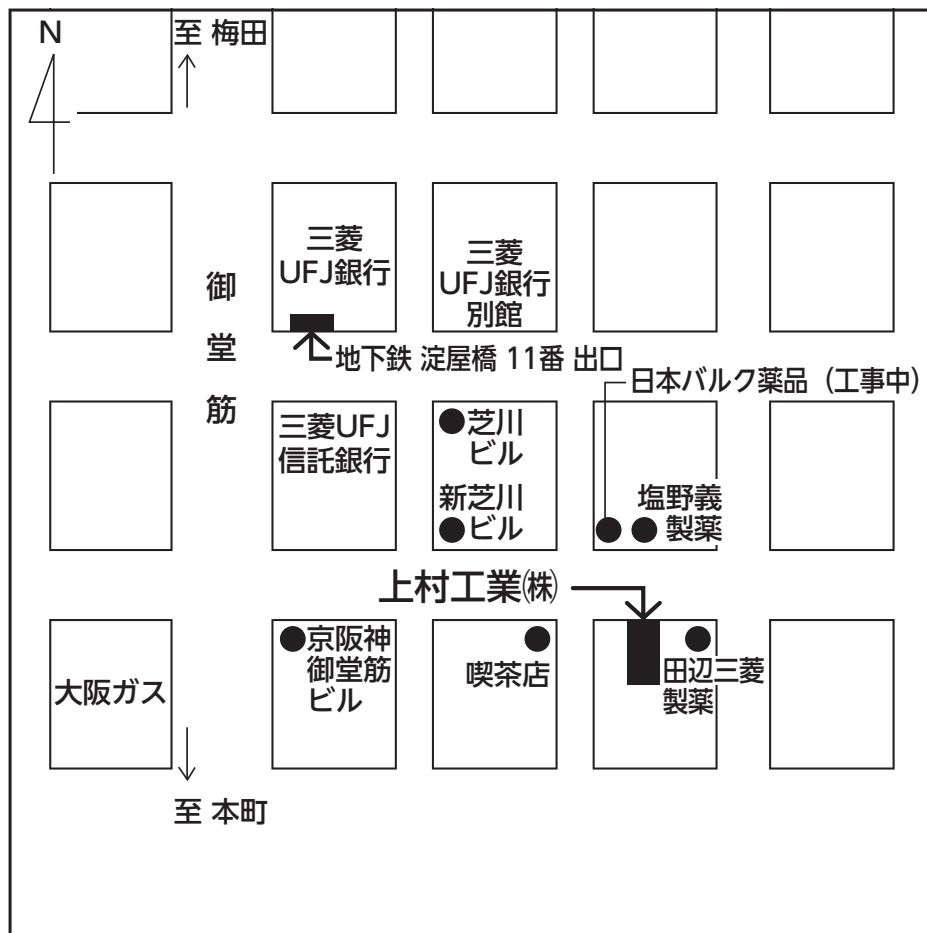 N
至 梅田
御
堂
筋
三菱
UFJ銀行
三菱
UFJ銀行
別館
地下鉄 淀屋橋 11番 出口
日本バルク薬品（工事中）
三菱UFJ
信託銀行
芝川
ビル
新芝川
ビル
塩野義
製薬
上村工業㈱
大阪ガス
京阪神
御堂筋
ビル
喫茶店
田辺三菱
製薬
至 本町